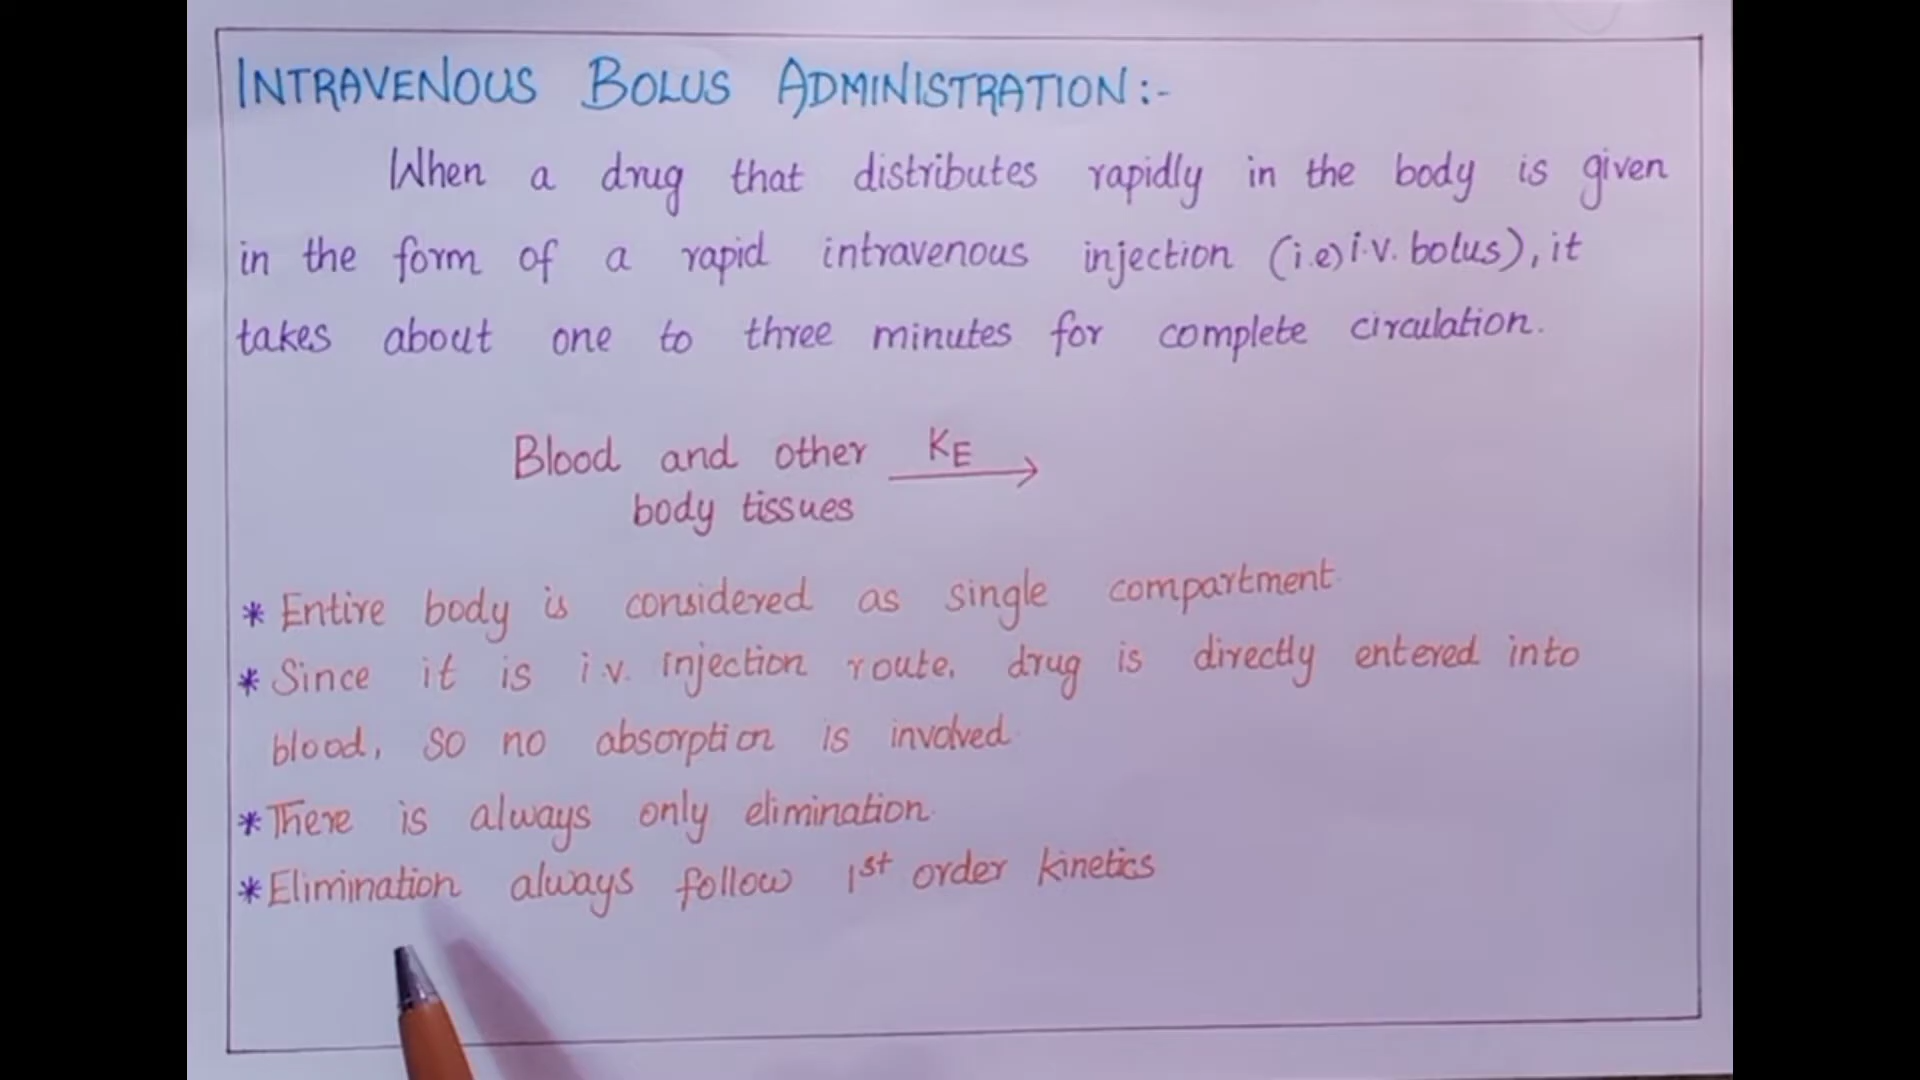 INTRAVENOUS BOLUS ADMINISTRATION:-
When a drug that distributes rapidly in the body is given
in the form of a rapid intravenous injection (i.e) i.v. bolus), it
takes about one to three minutes for complete circulation.
Blood and other KE
body tissues
* Entire body is considered as single compartment
* Since it is i.v. injection route, drug is directly entered into
blood, so no absorption is involved
* There is always only elimination
* Elimination always follow 1st order kinetics